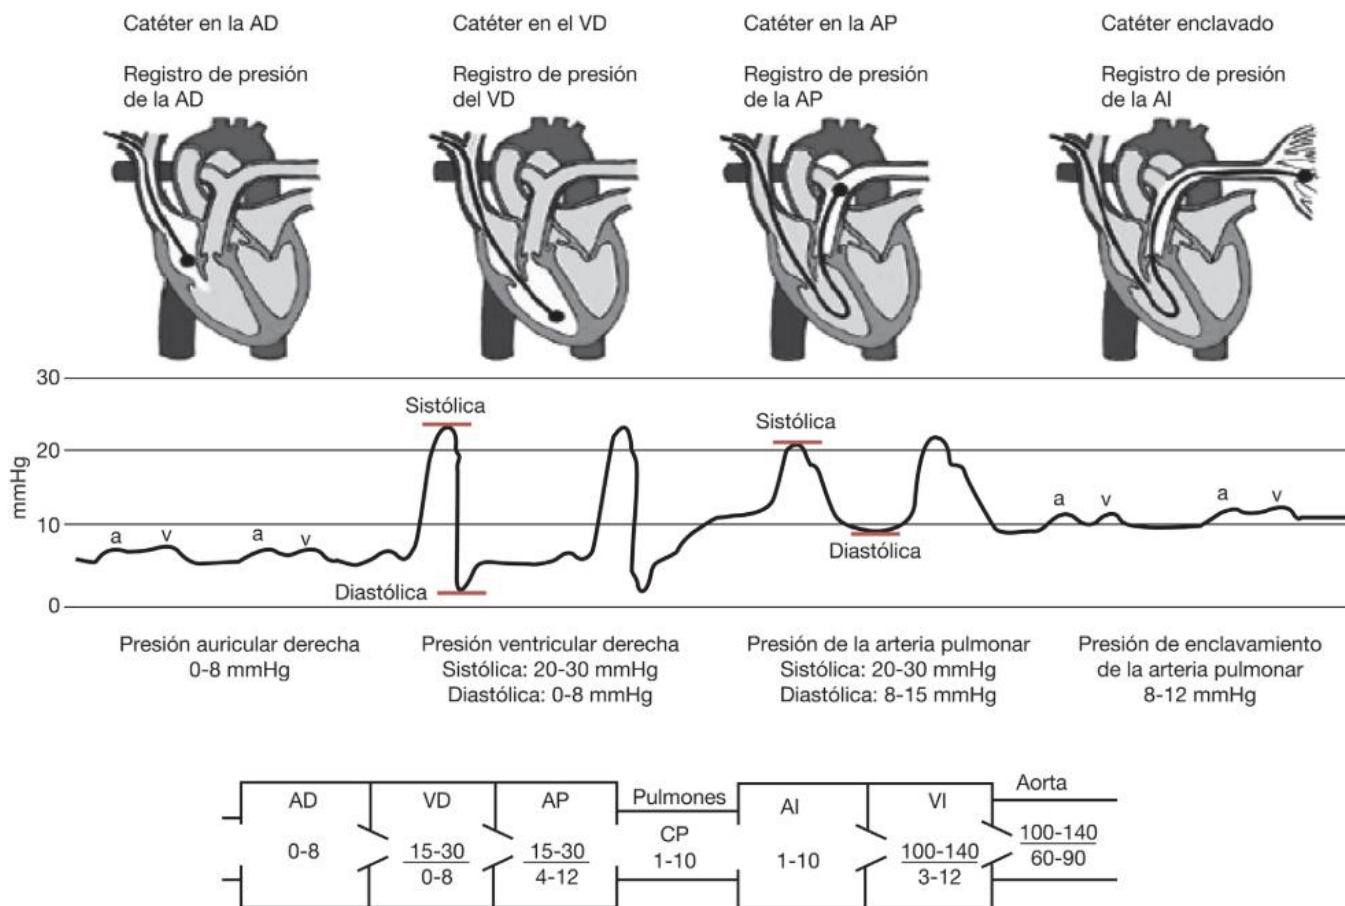 Catéter en la AD
Catéter en el VD
Catéter en la AP
Catéter enclavado
Registro de presión
de la AD
Registro de presión
del VD
Registro de presión
de la AP
Registro de presión
de la AI
30
20
10
0
mmHg
a
v
a
v
Sistólica
Diastólica
Sistólica
Diastólica
a
v
a
v
Presión auricular derecha
0-8 mmHg
Presión ventricular derecha
Sistólica: 20-30 mmHg
Diastólica: 0-8 mmHg
Presión de la arteria pulmonar
Sistólica: 20-30 mmHg
Diastólica: 8-15 mmHg
Presión de enclavamiento
de la arteria pulmonar
8-12 mmHg
AD
0-8
VD
15-30
0-8
AP
15-30
4-12
Pulmones
CP
1-10
AI
1-10
VI
100-140
3-12
Aorta
100-140
60-90